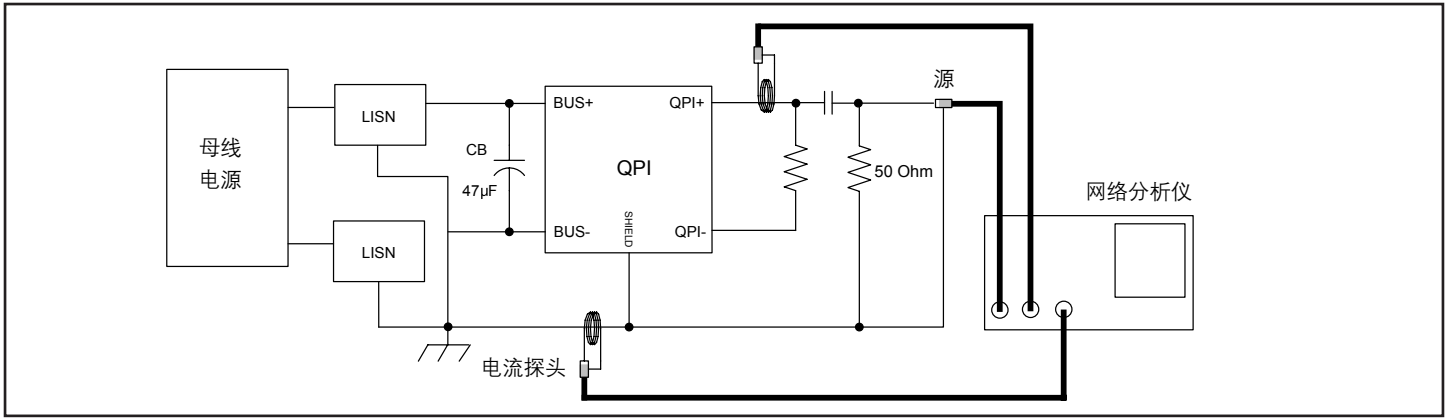 源
LISN
BUS+
QPI+
母线
电源
CB
47µF
QPI
50 Ohm
网络分析仪
LISN
BUS-
SHIELD
QPI-
电流探头